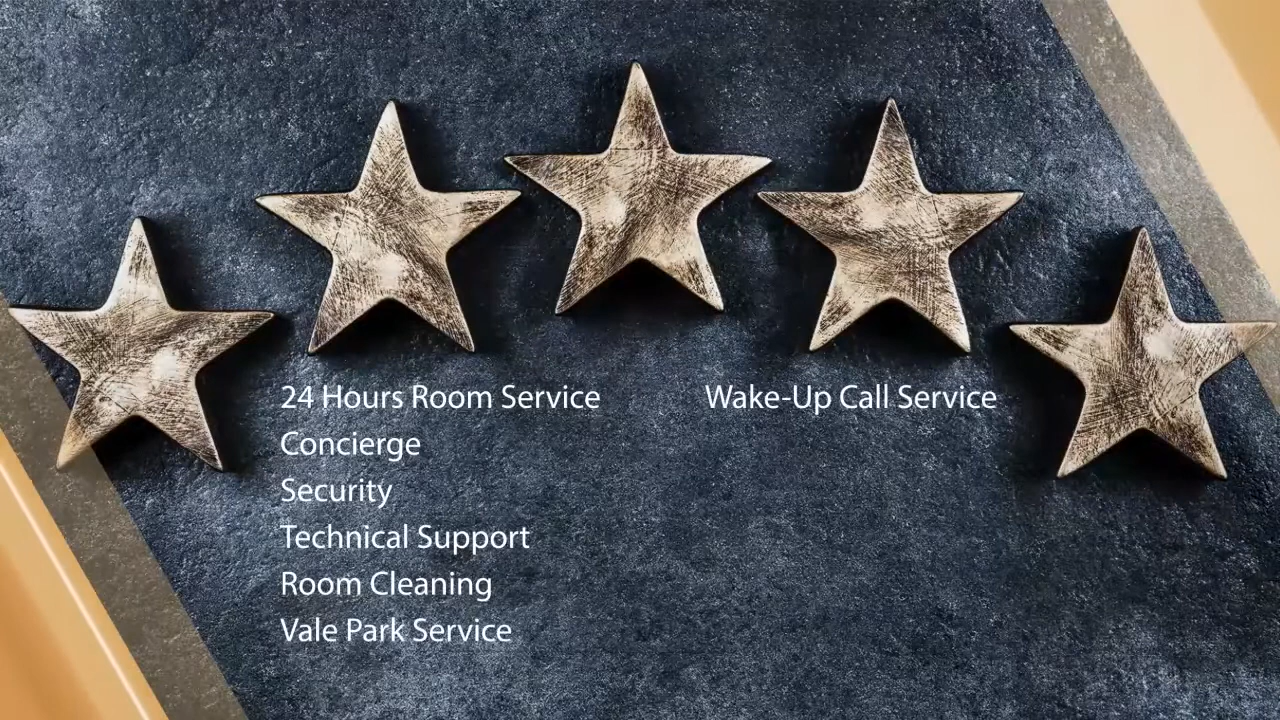 24 Hours Room Service
Concierge
Security
Technical Support
Room Cleaning
Vale Park Service
Wake-Up Call Service